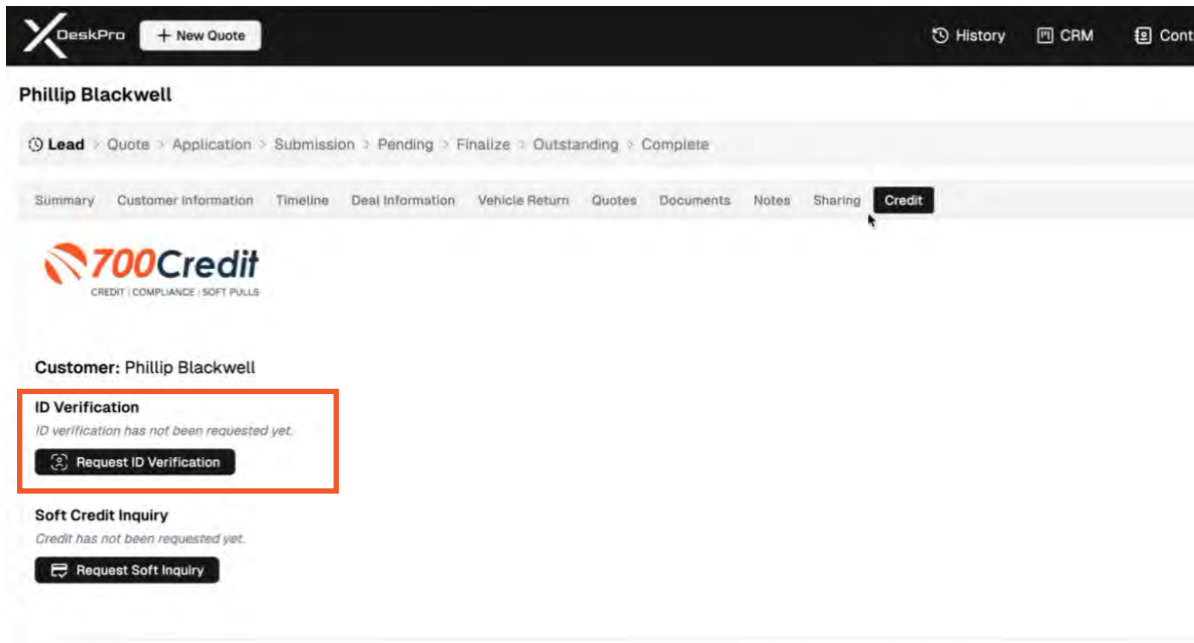 X DeskPro + New Quote History CRM Cont
Phillip Blackwell
Lead > Quote > Application > Submission > Pending > Finalize > Outstanding > Complete
Summary Customer Information Timeline Deal Information Vehicle Return Quotes Documents Notes Sharing Credit
700Credit
CREDIT | COMPLIANCE | SOFT PULLS
Customer: Phillip Blackwell
ID Verification
ID verification has not been requested yet.
Request ID Verification
Soft Credit Inquiry
Credit has not been requested yet.
Request Soft Inquiry